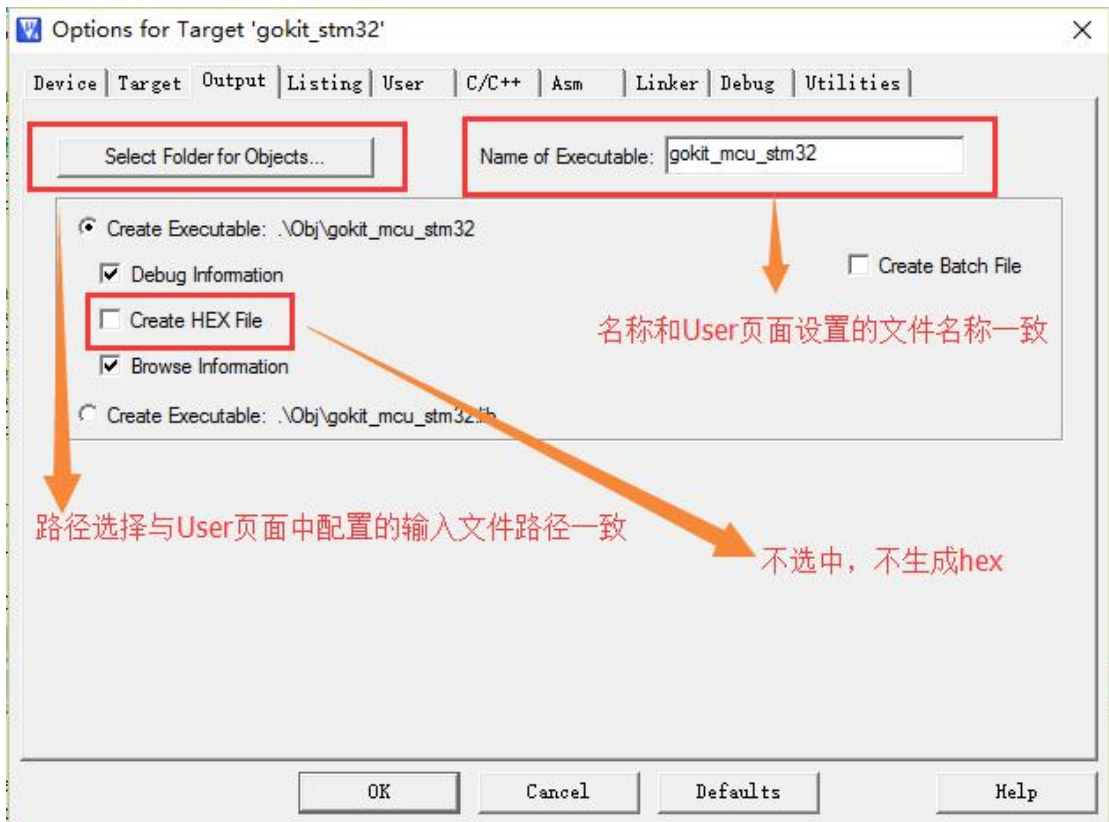 Options for Target 'gokit_stm32'
Device Target Output Listing User C/C++ Asm Linker Debug Utilities
Select Folder for Objects...
Name of Executable: gokit_mcu_stm32
Create Executable: .\Obj\gokit_mcu_stm32
Debug Information
Create Batch File
Create HEX File
名称和User页面设置的文件名称一致
Browse Information
Create Executable: .\Obj\gokit_mcu_stm32.lib
路径选择与User页面中配置的输入文件路径一致
不选中，不生成hex
OK Cancel Defaults Help